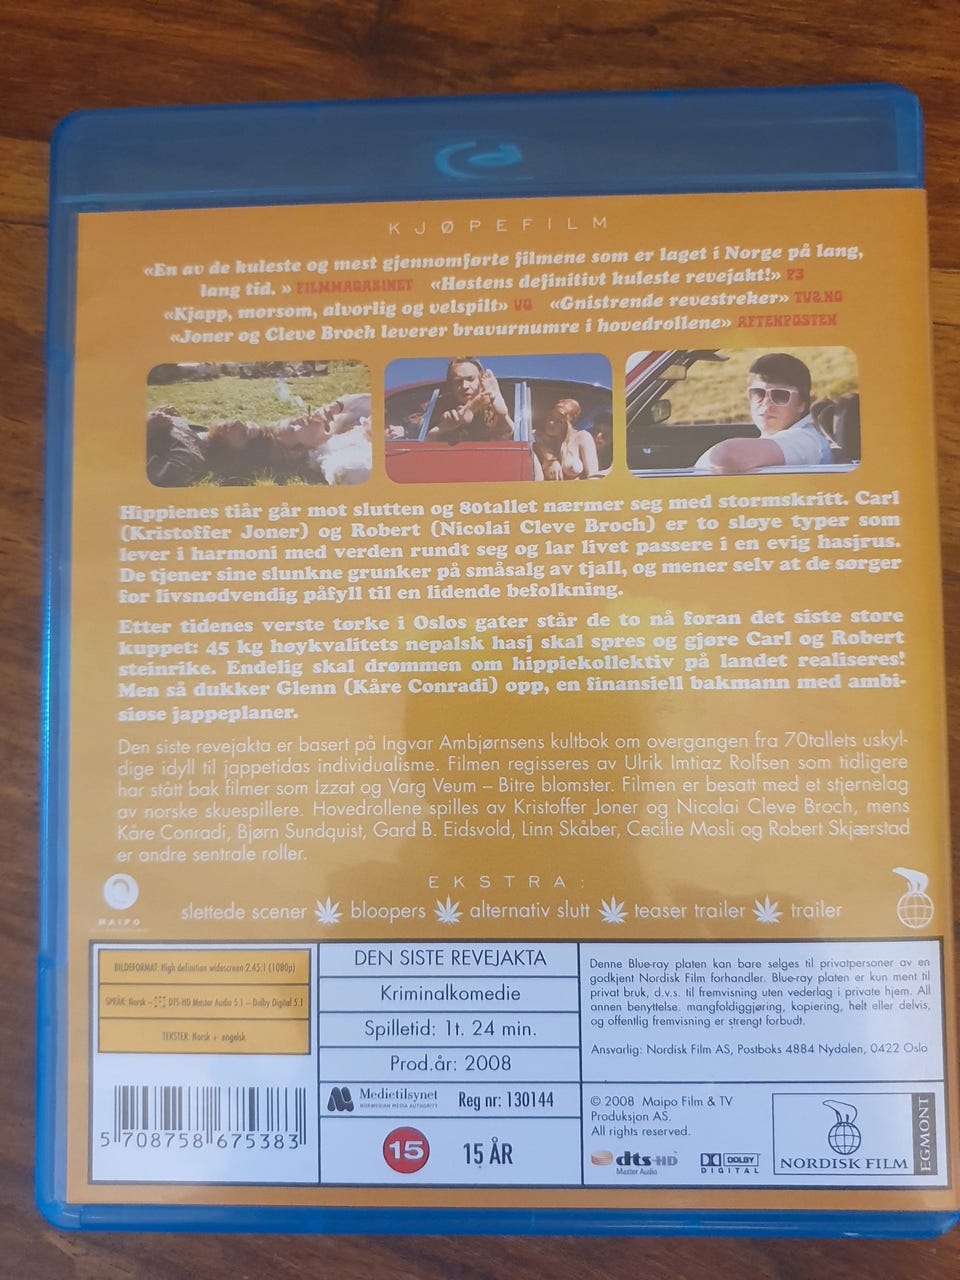 KJØPEFILM
«En av de kuleste og mest gjennomførte filmene som er laget i Norge på lang,
lang tid. » FILMMAGASINET «Høstens definitivt kuleste revejakt!» P3
«Kjapp, morsom, alvorlig og velspilt» VG «Gnistrende revestreker» TV2.NO
«Joner og Cleve Broch leverer bravurnumre i hovedrollene» AFTENPOSTEN
Hippienes tiår går mot slutten og 80tallet nærmer seg med stormskritt. Carl
(Kristoffer Joner) og Robert (Nicolai Cleve Broch) er to sløye typer som
lever i harmoni med verden rundt seg og lar livet passere i en evig hasjrus.
De tjener sine slunkne grunker på småsalg av tjall, og mener selv at de sørger
for livsnødvendig påfyll til en lidende befolkning.
Etter tidenes verste tørke i Oslos gater står de to nå foran det siste store
kuppet: 45 kg høykvalitets nepalsk hasj skal spres og gjøre Carl og Robert
steinrike. Endelig skal drømmen om hippiekollektiv på landet realiseres!
Men så dukker Glenn (Kåre Conradi) opp, en finansiell bakmann med ambi-
siøse jappeplaner.
Den siste revejakta er basert på Ingvar Ambjørnsens kultbok om overgangen fra 70tallets uskyl-
dige idyll til jappetidas individualisme. Filmen regisseres av Ulrik Imtiaz Rolfsen som tidligere
har stått bak filmer som Izzat og Varg Veum – Bitre blomster. Filmen er besatt med et stjernelag
av norske skuespillere. Hovedrollene spilles av Kristoffer Joner og Nicolai Cleve Broch, mens
Kåre Conradi, Bjørn Sundquist, Gard B. Eidsvold, Linn Skåber, Cecilie Mosli og Robert Skjærstad
er andre sentrale roller.
EKSTRA:
MAIPO
slettede scener bloopers alternativ slutt teaser trailer trailer
BILDEFORMAT: High definition widescreen 2.45:1 (1080p)
SPRÅK: Norsk – DTS-HD Master Audio 5.1 – Dolby Digital 5.1
TEKSTER: Norsk + engelsk
5 708758 675383
DEN SISTE REVEJAKTA
Kriminalkomedie
Spilletid: 1t. 24 min.
Prod.år: 2008
Medietilsynet Reg nr: 130144
NORWEGIAN MEDIA AUTHORITY
15 15 ÅR
Denne Blue-ray platen kan bare selges til privatpersoner av en
godkjent Nordisk Film forhandler. Blue-ray platen er kun ment til
privat bruk, d.v.s. til fremvisning uten vederlag i private hjem. All
annen benyttelse. mangfoldiggjøring, kopiering, helt eller delvis,
og offentlig fremvisning er strengt forbudt.
Ansvarlig: Nordisk Film AS, Postboks 4884 Nydalen, 0422 Oslo
© 2008 Maipo Film & TV
Produksjon AS.
All rights reserved.
dts-HD
Master Audio
DOLBY
DIGITAL
NORDISK FILM
EGMONT